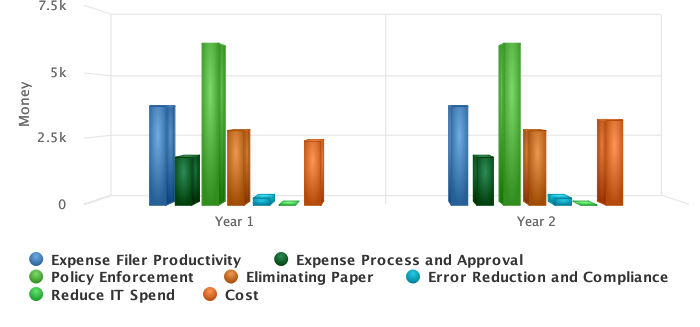 7.5k
5k
2.5k
0
Money
Year 1 Year 2
Expense Filer Productivity Expense Process and Approval
Policy Enforcement Eliminating Paper Error Reduction and Compliance
Reduce IT Spend Cost